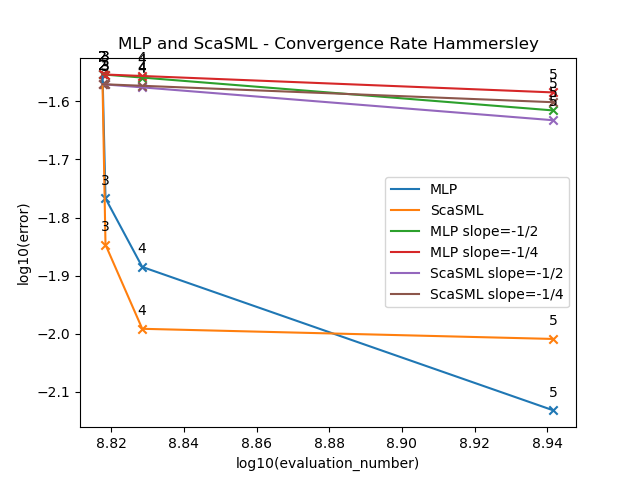 MLP and ScaSML - Convergence Rate Hammersley
2
3
4
5
5
5
5
3
4
3
4
5
5
−1.6
−1.7
−1.8
−1.9
−2.0
−2.1
log10(error)
MLP
ScaSML
MLP slope=-1/2
MLP slope=-1/4
ScaSML slope=-1/2
ScaSML slope=-1/4
8.82
8.84
8.86
8.88
8.90
8.92
8.94
log10(evaluation_number)